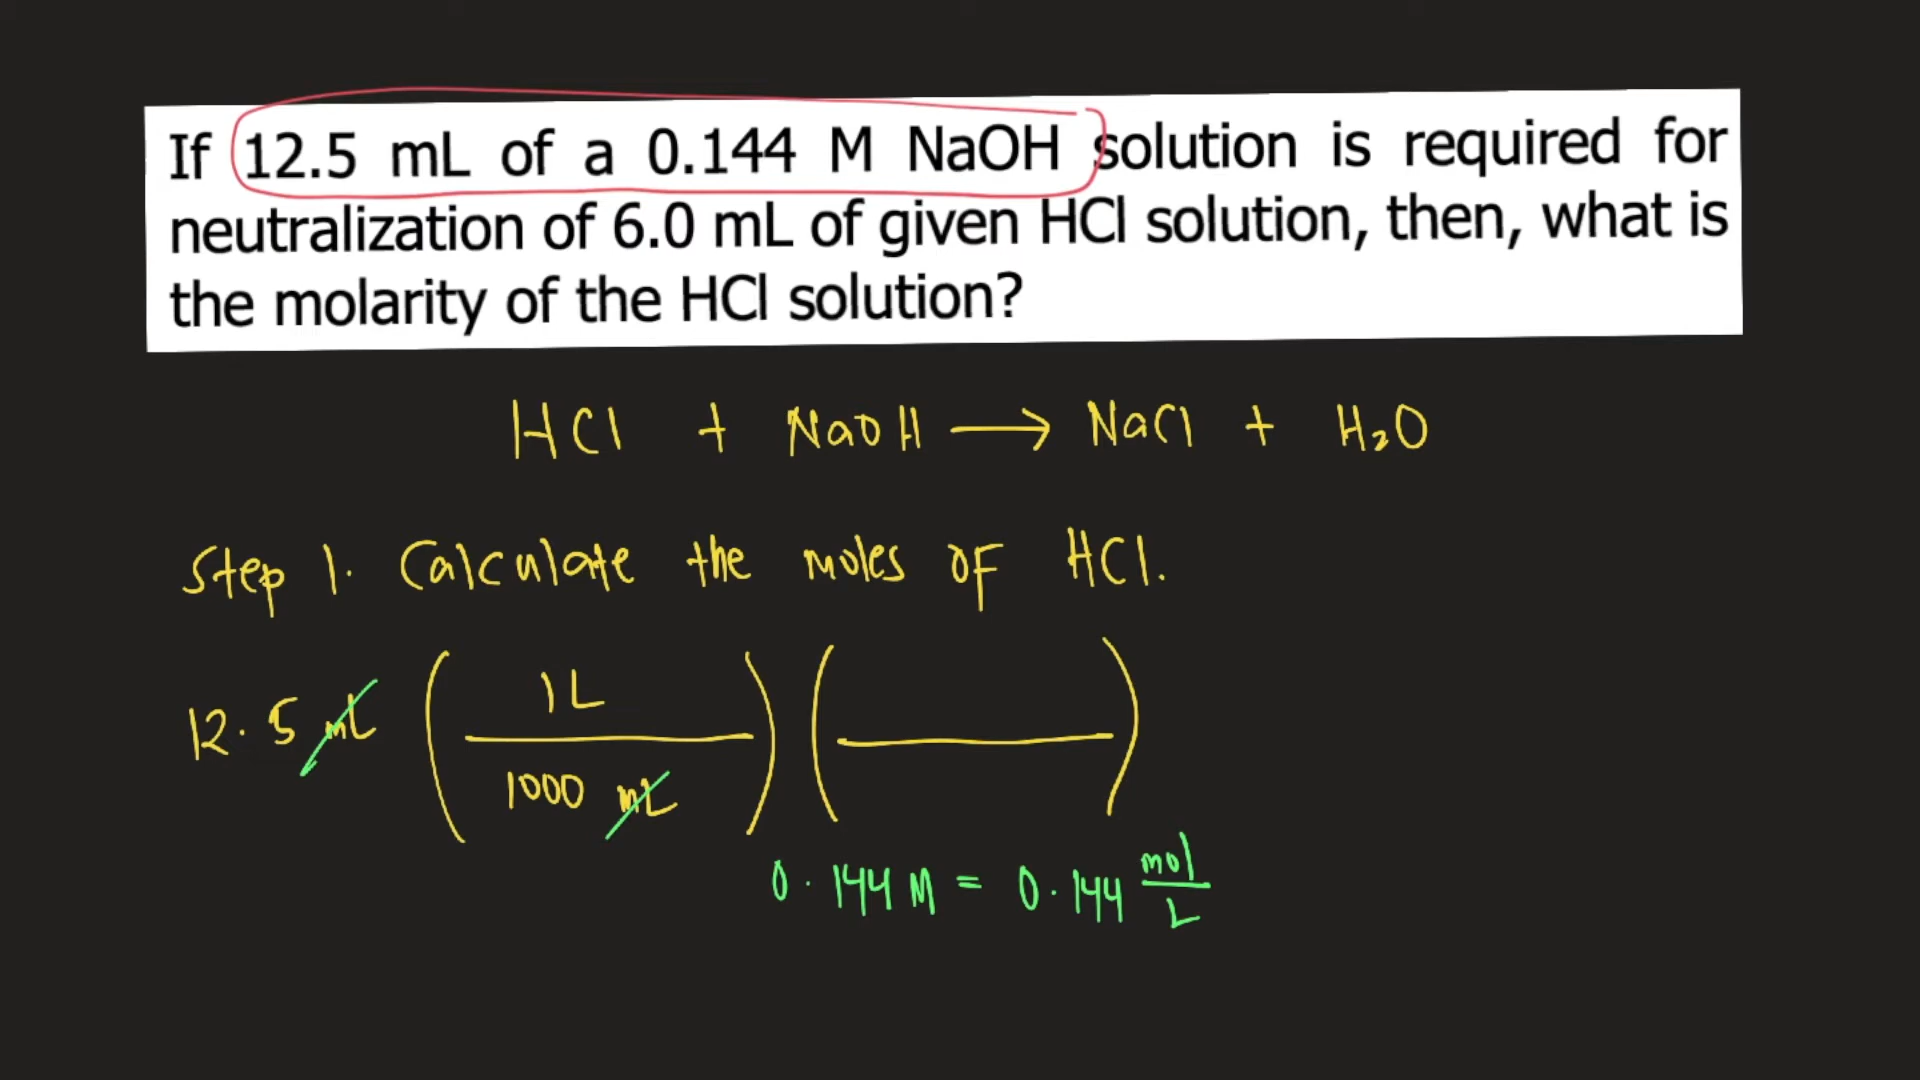 If 12.5 mL of a 0.144 M NaOH solution is required for
neutralization of 6.0 mL of given HCl solution, then, what is
the molarity of the HCl solution?
HCl + NaOH ⟶ NaCl + H₂O
Step 1. Calculate the moles of HCl.
12.5 mL ( 1 L / 1000 mL ) ( / )
0.144 M = 0.144 mol / L